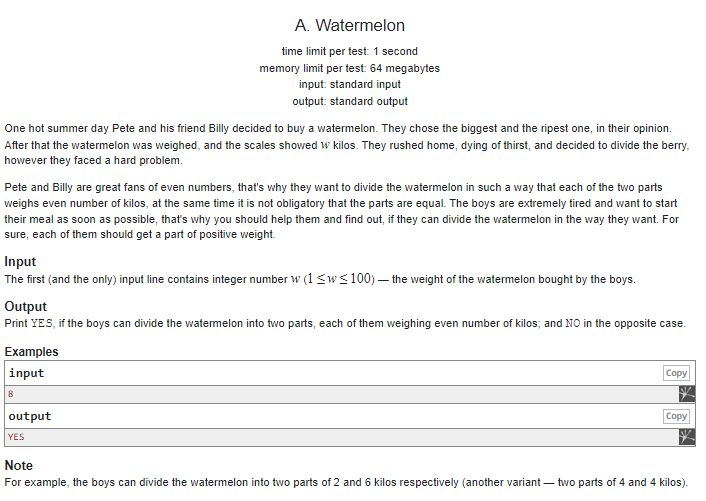 A. Watermelon
time limit per test: 1 second
memory limit per test: 64 megabytes
input: standard input
output: standard output
One hot summer day Pete and his friend Billy decided to buy a watermelon. They chose the biggest and the ripest one, in their opinion.
After that the watermelon was weighed, and the scales showed w kilos. They rushed home, dying of thirst, and decided to divide the berry,
however they faced a hard problem.
Pete and Billy are great fans of even numbers, that's why they want to divide the watermelon in such a way that each of the two parts
weighs even number of kilos, at the same time it is not obligatory that the parts are equal. The boys are extremely tired and want to start
their meal as soon as possible, that's why you should help them and find out, if they can divide the watermelon in the way they want. For
sure, each of them should get a part of positive weight.
Input
The first (and the only) input line contains integer number w (1 ≤ w ≤ 100) — the weight of the watermelon bought by the boys.
Output
Print YES, if the boys can divide the watermelon into two parts, each of them weighing even number of kilos; and NO in the opposite case.
Examples
input Copy
8
output Copy
YES
Note
For example, the boys can divide the watermelon into two parts of 2 and 6 kilos respectively (another variant — two parts of 4 and 4 kilos).